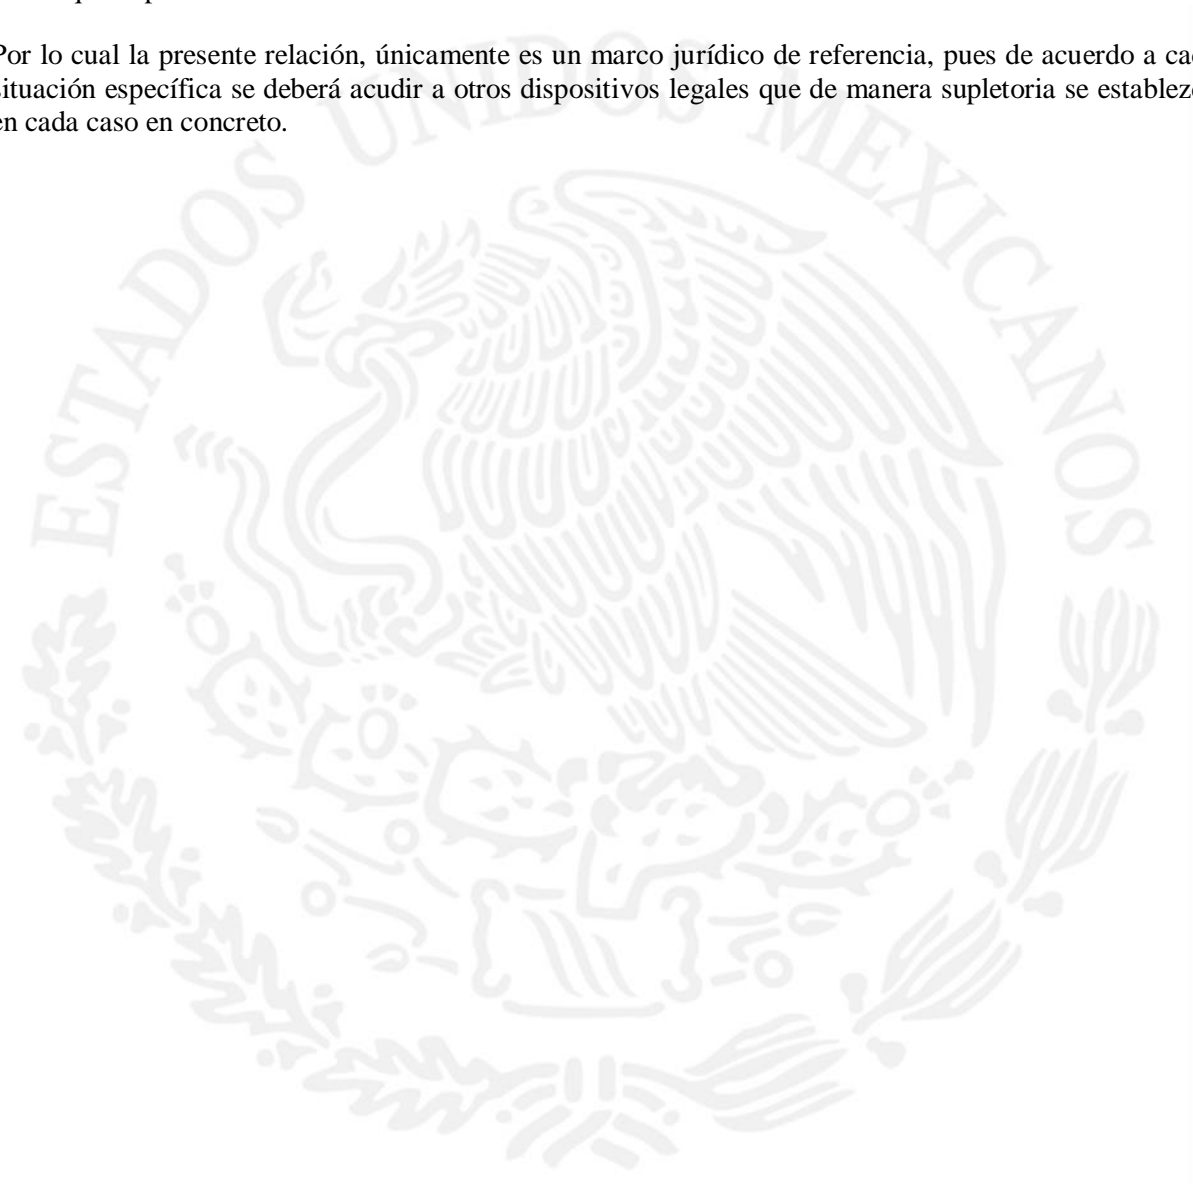 Por lo cual la presente relación, únicamente es un marco jurídico de referencia, pues de acuerdo a
situación específica se deberá acudir a otros dispositivos legales que de manera supletoria se
en cada caso en concreto.
ESTADOS UNIDOS MEXICANOS